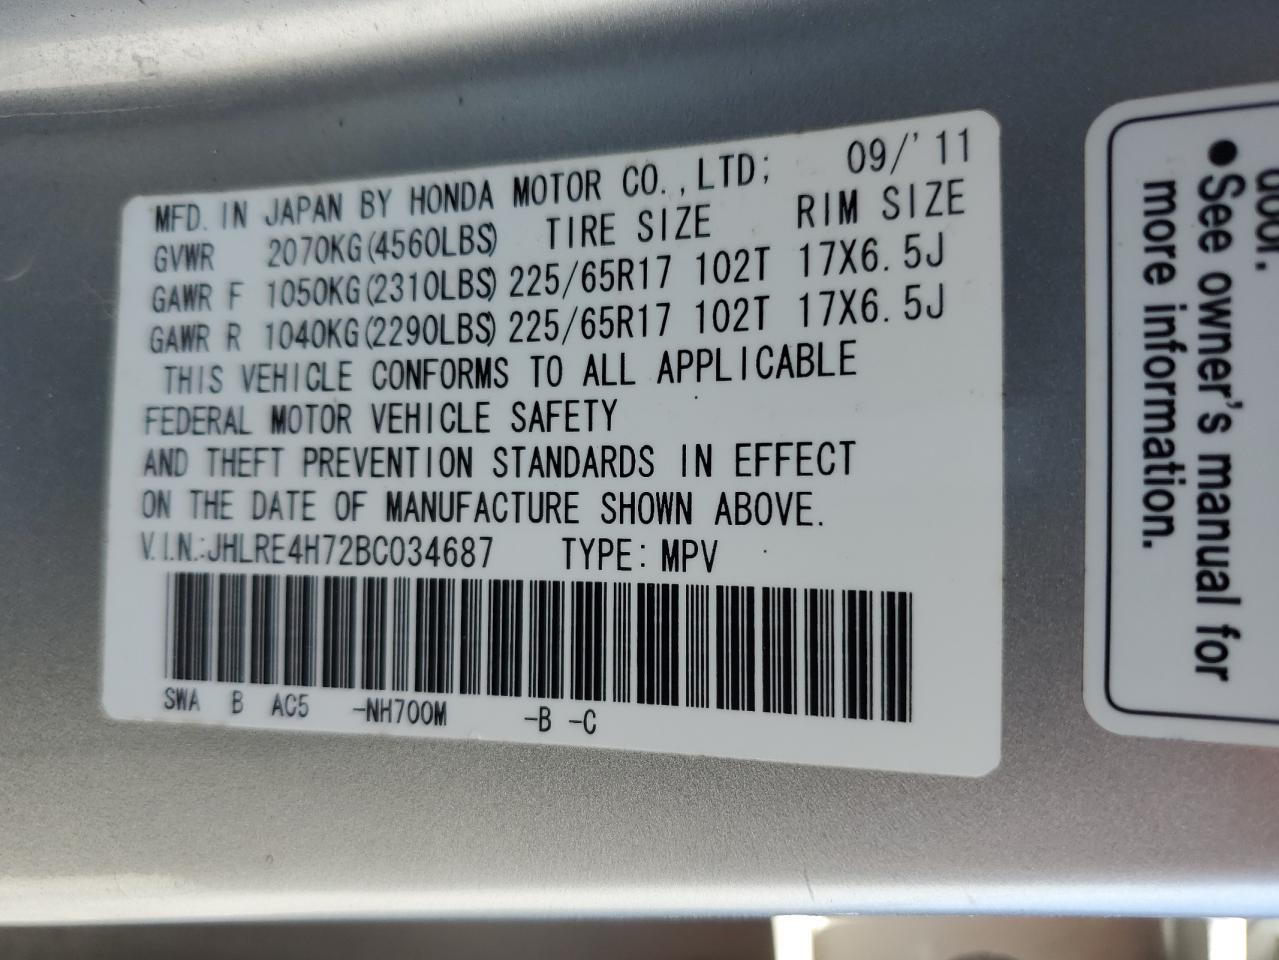 MFD. IN JAPAN BY HONDA MOTOR CO., LTD; 09/'11
GVWR 2070KG(4560LBS) TIRE SIZE RIM SIZE
GAWR F 1050KG(2310LBS) 225/65R17 102T 17X6.5J
GAWR R 1040KG(2290LBS) 225/65R17 102T 17X6.5J
THIS VEHICLE CONFORMS TO ALL APPLICABLE
FEDERAL MOTOR VEHICLE SAFETY
AND THEFT PREVENTION STANDARDS IN EFFECT
ON THE DATE OF MANUFACTURE SHOWN ABOVE.
V.I.N.:JHLRE4H72BC034687 TYPE: MPV
SWA B AC5 -NH700M -B -C
door.
●See owner's manual for
more information.